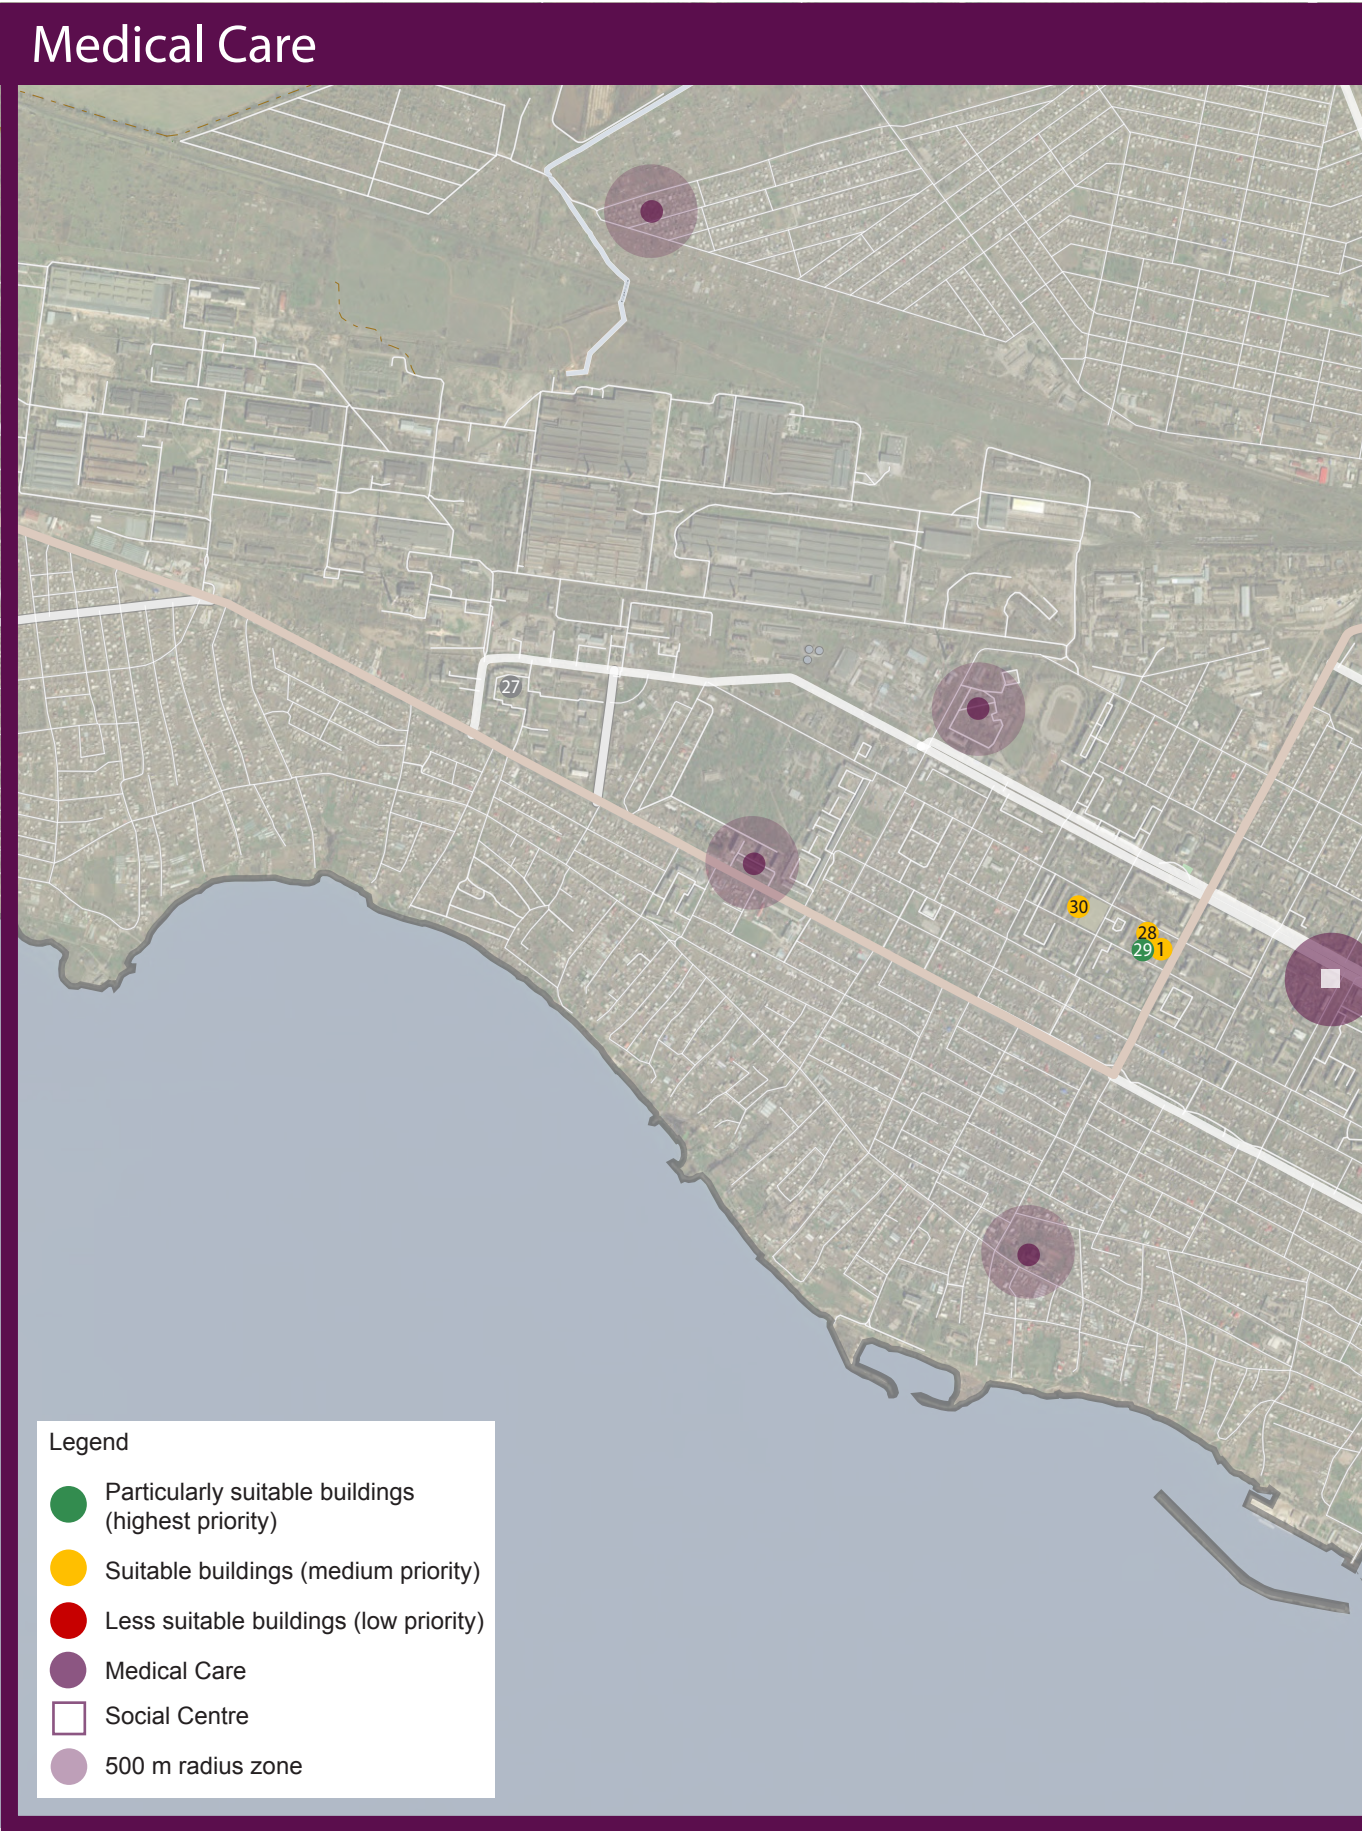 Medical Care
27
30
28
29
1
Legend
Particularly suitable buildings
(highest priority)
Suitable buildings (medium priority)
Less suitable buildings (low priority)
Medical Care
Social Centre
500 m radius zone